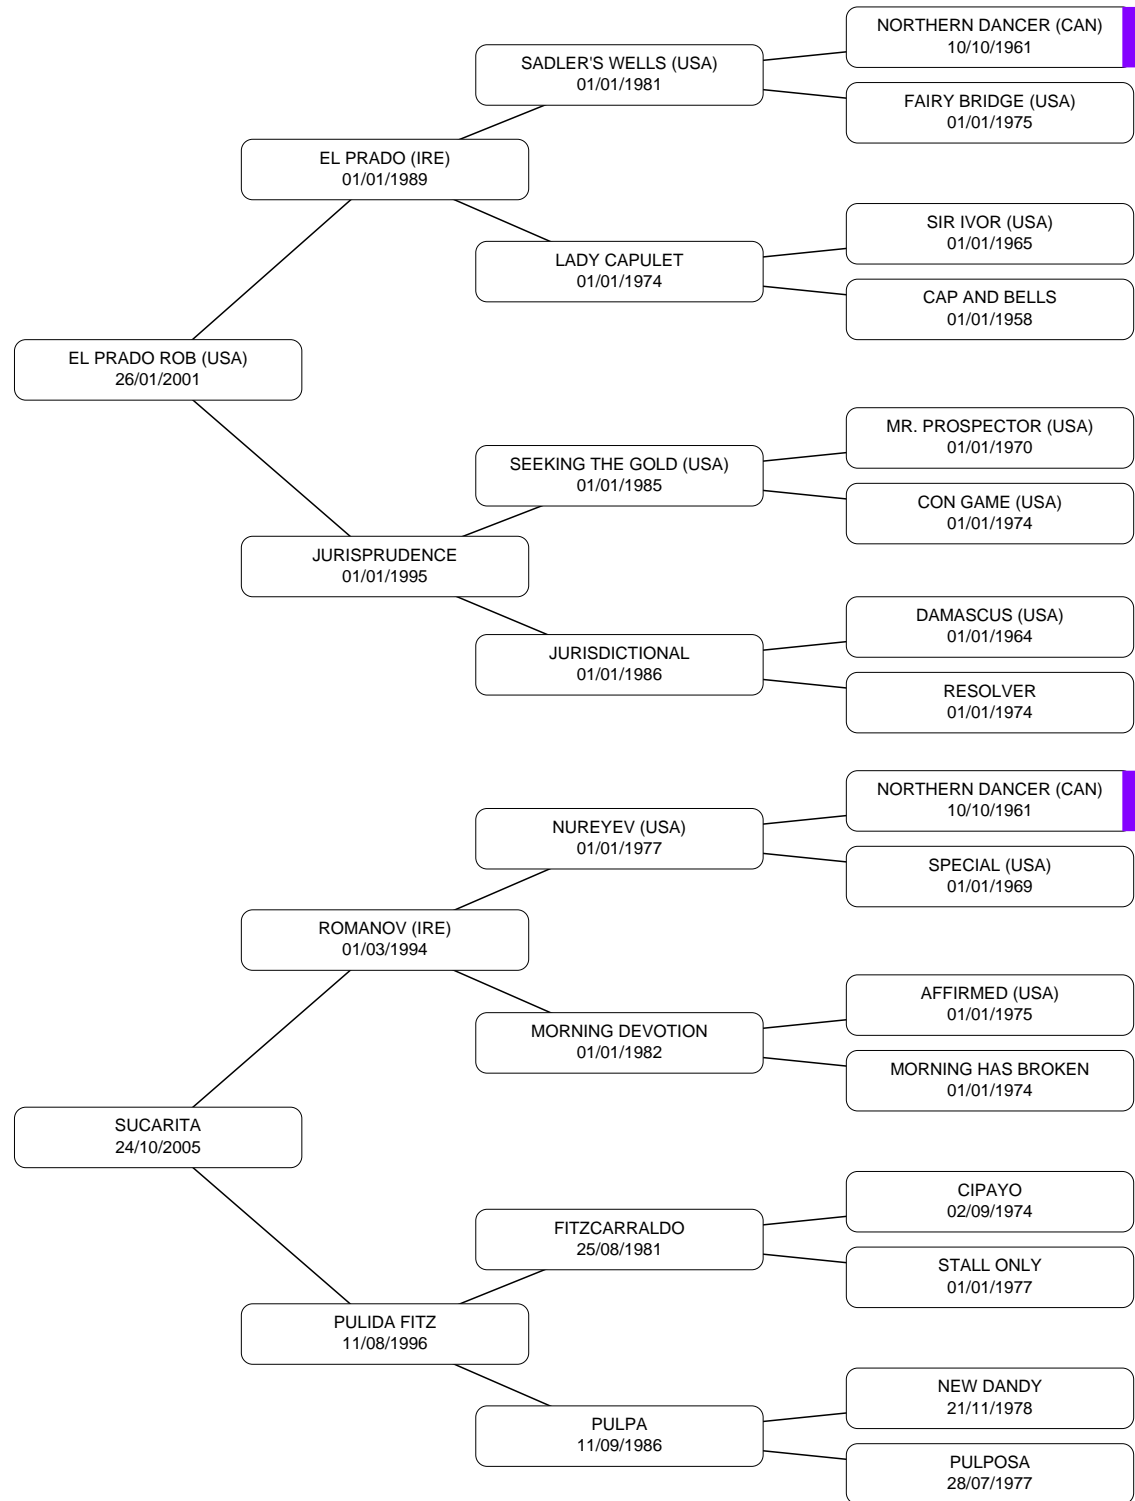 NORTHERN DANCER (CAN)
10/10/1961
SADLER'S WELLS (USA)
01/01/1981
FAIRY BRIDGE (USA)
01/01/1975
EL PRADO (IRE)
01/01/1989
SIR IVOR (USA)
01/01/1965
LADY CAPULET
01/01/1974
CAP AND BELLS
01/01/1958
EL PRADO ROB (USA)
26/01/2001
MR. PROSPECTOR (USA)
01/01/1970
SEEKING THE GOLD (USA)
01/01/1985
CON GAME (USA)
01/01/1974
JURISPRUDENCE
01/01/1995
DAMASCUS (USA)
01/01/1964
JURISDICTIONAL
01/01/1986
RESOLVER
01/01/1974
NORTHERN DANCER (CAN)
10/10/1961
NUREYEV (USA)
01/01/1977
SPECIAL (USA)
01/01/1969
ROMANOV (IRE)
01/03/1994
AFFIRMED (USA)
01/01/1975
MORNING DEVOTION
01/01/1982
MORNING HAS BROKEN
01/01/1974
SUCARITA
24/10/2005
CIPAYO
02/09/1974
FITZCARRALDO
25/08/1981
STALL ONLY
01/01/1977
PULIDA FITZ
11/08/1996
NEW DANDY
21/11/1978
PULPA
11/09/1986
PULPOSA
28/07/1977